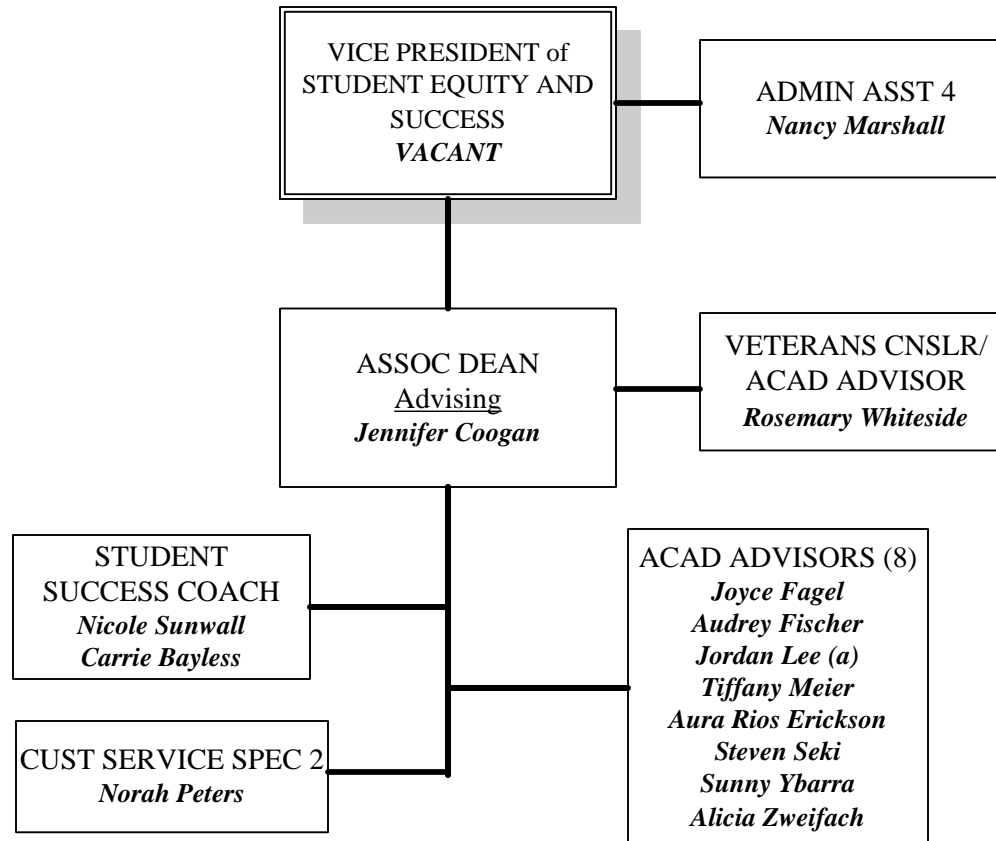 VICE PRESIDENT of
STUDENT EQUITY AND
SUCCESS
VACANT
ADMIN ASST 4
Nancy Marshall
ASSOC DEAN
Advising
Jennifer Coogan
VETERANS CNSLR/
ACAD ADVISOR
Rosemary Whiteside
STUDENT
SUCCESS COACH
Nicole Sunwall
Carrie Bayless
CUST SERVICE SPEC 2
Norah Peters
ACAD ADVISORS (8)
Joyce Fagel
Audrey Fischer
Jordan Lee (a)
Tiffany Meier
Aura Rios Erickson
Steven Seki
Sunny Ybarra
Alicia Zweifach